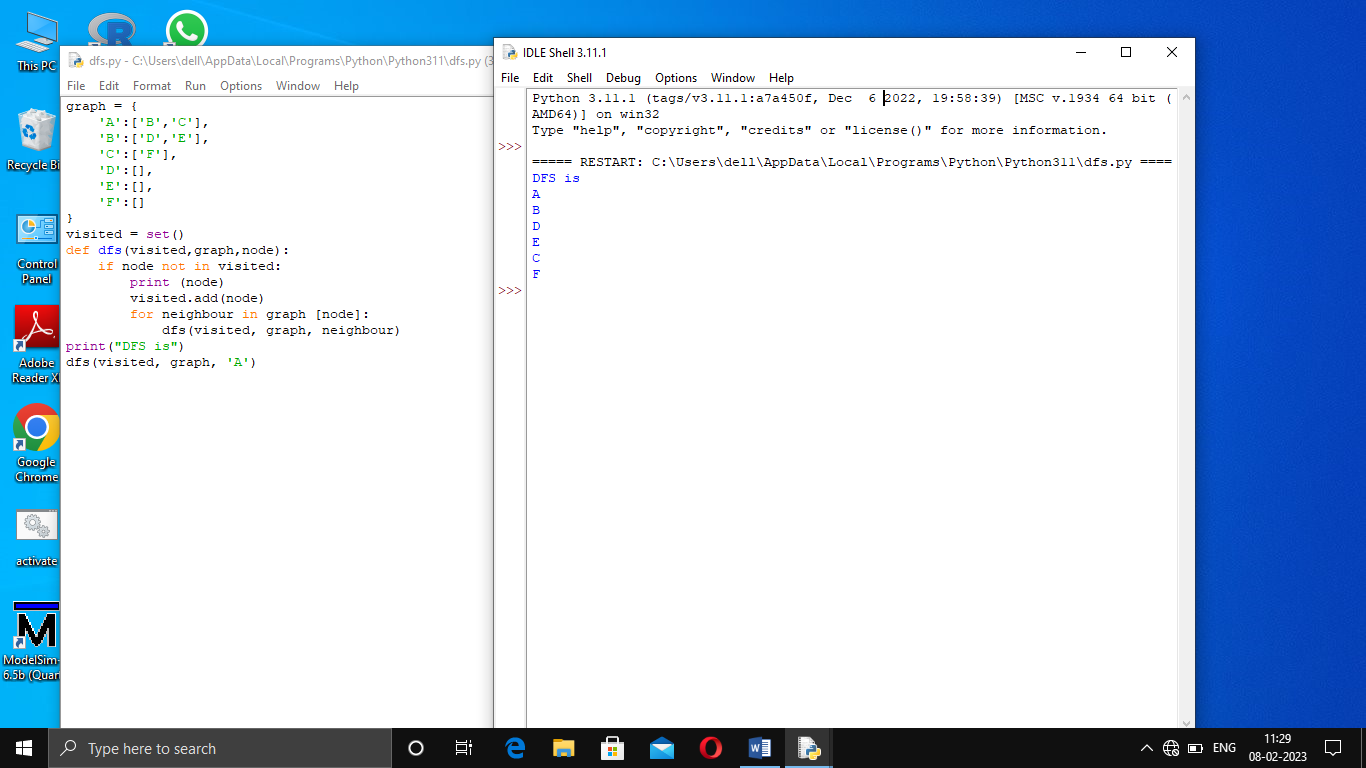 This PC
Recycle Bi
Control
Panel
Adobe
Reader X
Google
Chrome
activate
ModelSim-
6.5b (Quar
dfs.py - C:\Users\dell\AppData\Local\Programs\Python\Python311\dfs.py (3
File Edit Format Run Options Window Help
graph = {
    'A':['B','C'],
    'B':['D','E'],
    'C':['F'],
    'D':[],
    'E':[],
    'F':[]
}
visited = set()
def dfs(visited,graph,node):
    if node not in visited:
        print (node)
        visited.add(node)
        for neighbour in graph [node]:
            dfs(visited, graph, neighbour)
print("DFS is")
dfs(visited, graph, 'A')
IDLE Shell 3.11.1
File Edit Shell Debug Options Window Help
Python 3.11.1 (tags/v3.11.1:a7a450f, Dec  6 2022, 19:58:39) [MSC v.1934 64 bit (
AMD64)] on win32
Type "help", "copyright", "credits" or "license()" for more information.
>>>
===== RESTART: C:\Users\dell\AppData\Local\Programs\Python\Python311\dfs.py ====
DFS is
A
B
D
E
C
F
>>>
Type here to search
ENG
11:29
08-02-2023